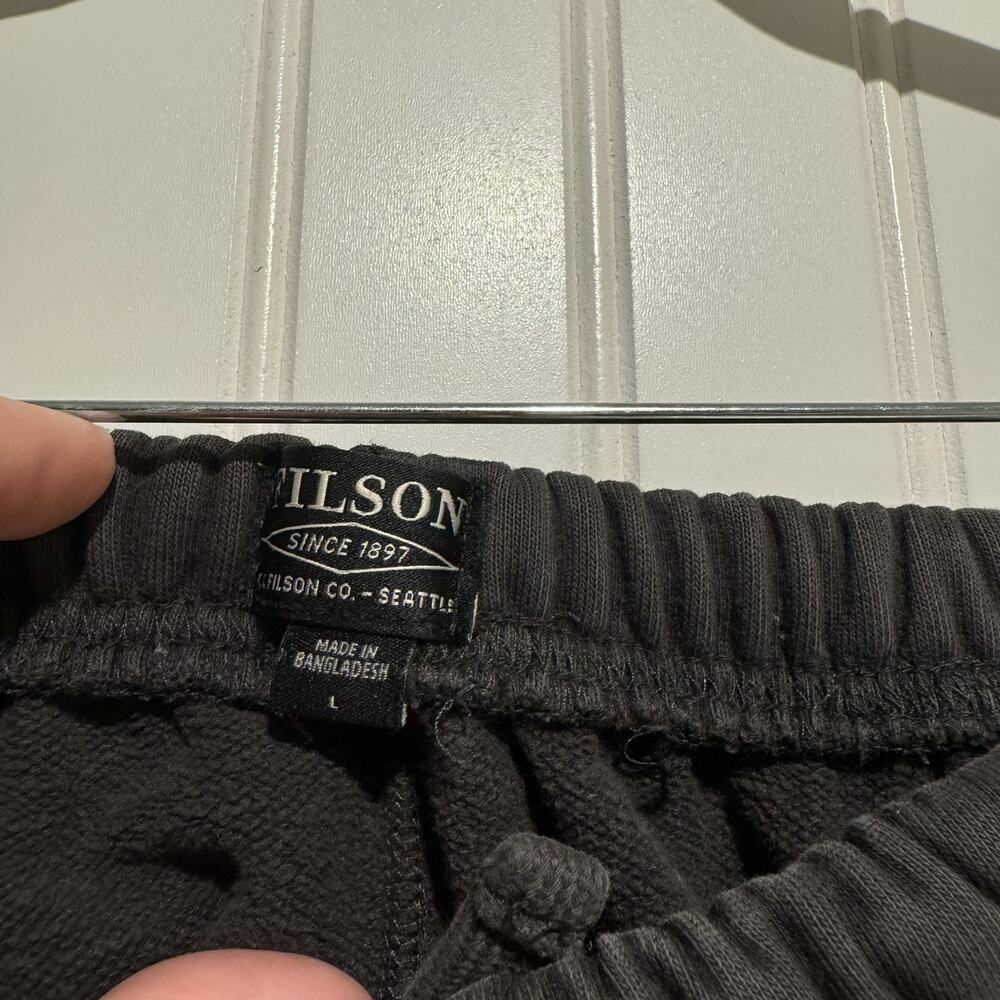 FILSON
SINCE 1897
C.C. FILSON CO. - SEATTLE
MADE IN
BANGLADESH
L